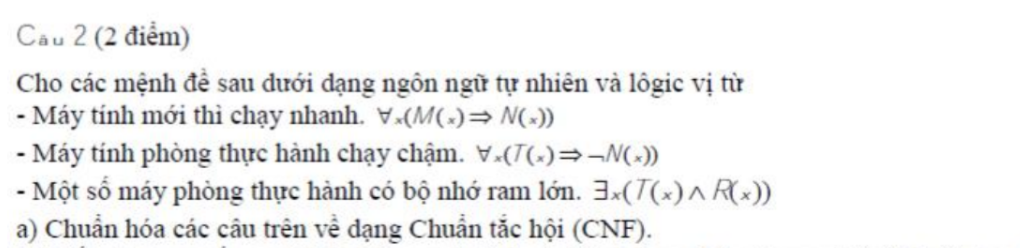 Câu 2 (2 điểm)
Cho các mệnh đề sau dưới dạng ngôn ngữ tự nhiên và lôgic vị từ
- Máy tính mới thì chạy nhanh. ∀x(M(x)⇒ N(x))
- Máy tính phòng thực hành chạy chậm. ∀x(T(x)⇒¬N(x))
- Một số máy phòng thực hành có bộ nhớ ram lớn. ∃x(T(x)∧ R(x))
a) Chuẩn hóa các câu trên về dạng Chuẩn tắc hội (CNF).